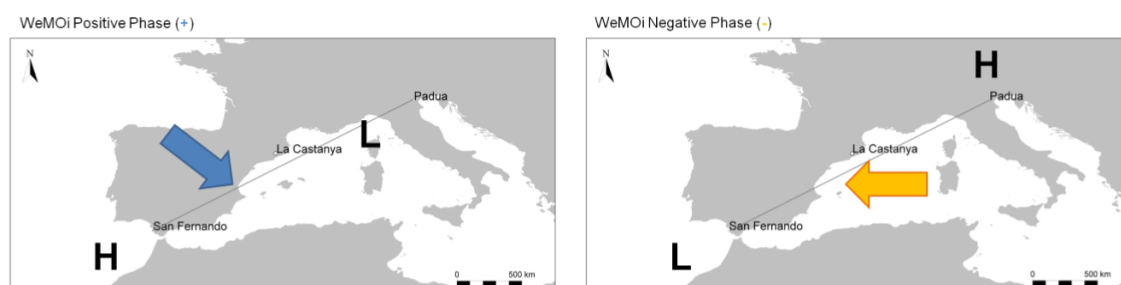 WeMOi Positive Phase (+)
N
Padua
L
La Castanya
San Fernando
H
0 500 km
WeMOi Negative Phase (-)
N
H
Padua
La Castanya
San Fernando
L
0 500 km